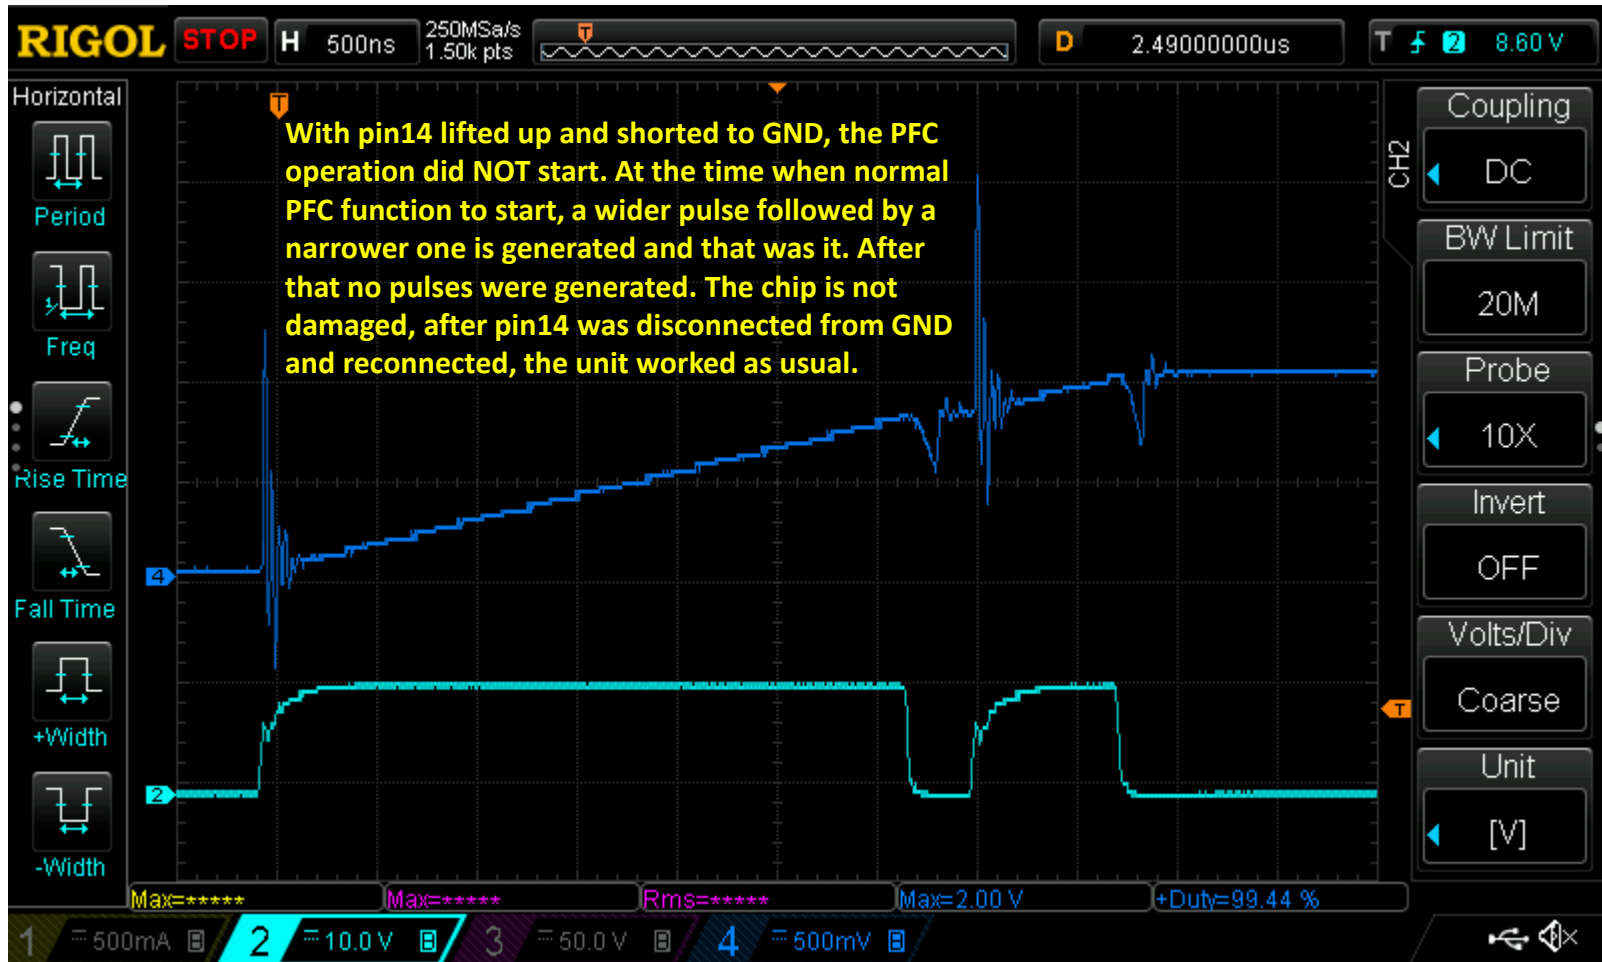 RIGOL STOP H 500ns 250MSa/s D 2.49000000us T 2 8.60 V
1.50k pts
Horizontal
Period
Freq
Rise Time
Fall Time
+Width
-Width
T
With pin14 lifted up and shorted to GND, the PFC
operation did NOT start. At the time when normal
PFC function to start, a wider pulse followed by a
narrower one is generated and that was it. After
that no pulses were generated. The chip is not
damaged, after pin14 was disconnected from GND
and reconnected, the unit worked as usual.
4
2
T
CH2
Coupling
DC
BW Limit
20M
Probe
10X
Invert
OFF
Volts/Div
Coarse
Unit
[V]
Max=***** Max=***** Rms=***** Max=2.00 V +Duty=99.44 %
1 500mA 2 10.0 V 3 50.0 V 4 500mV